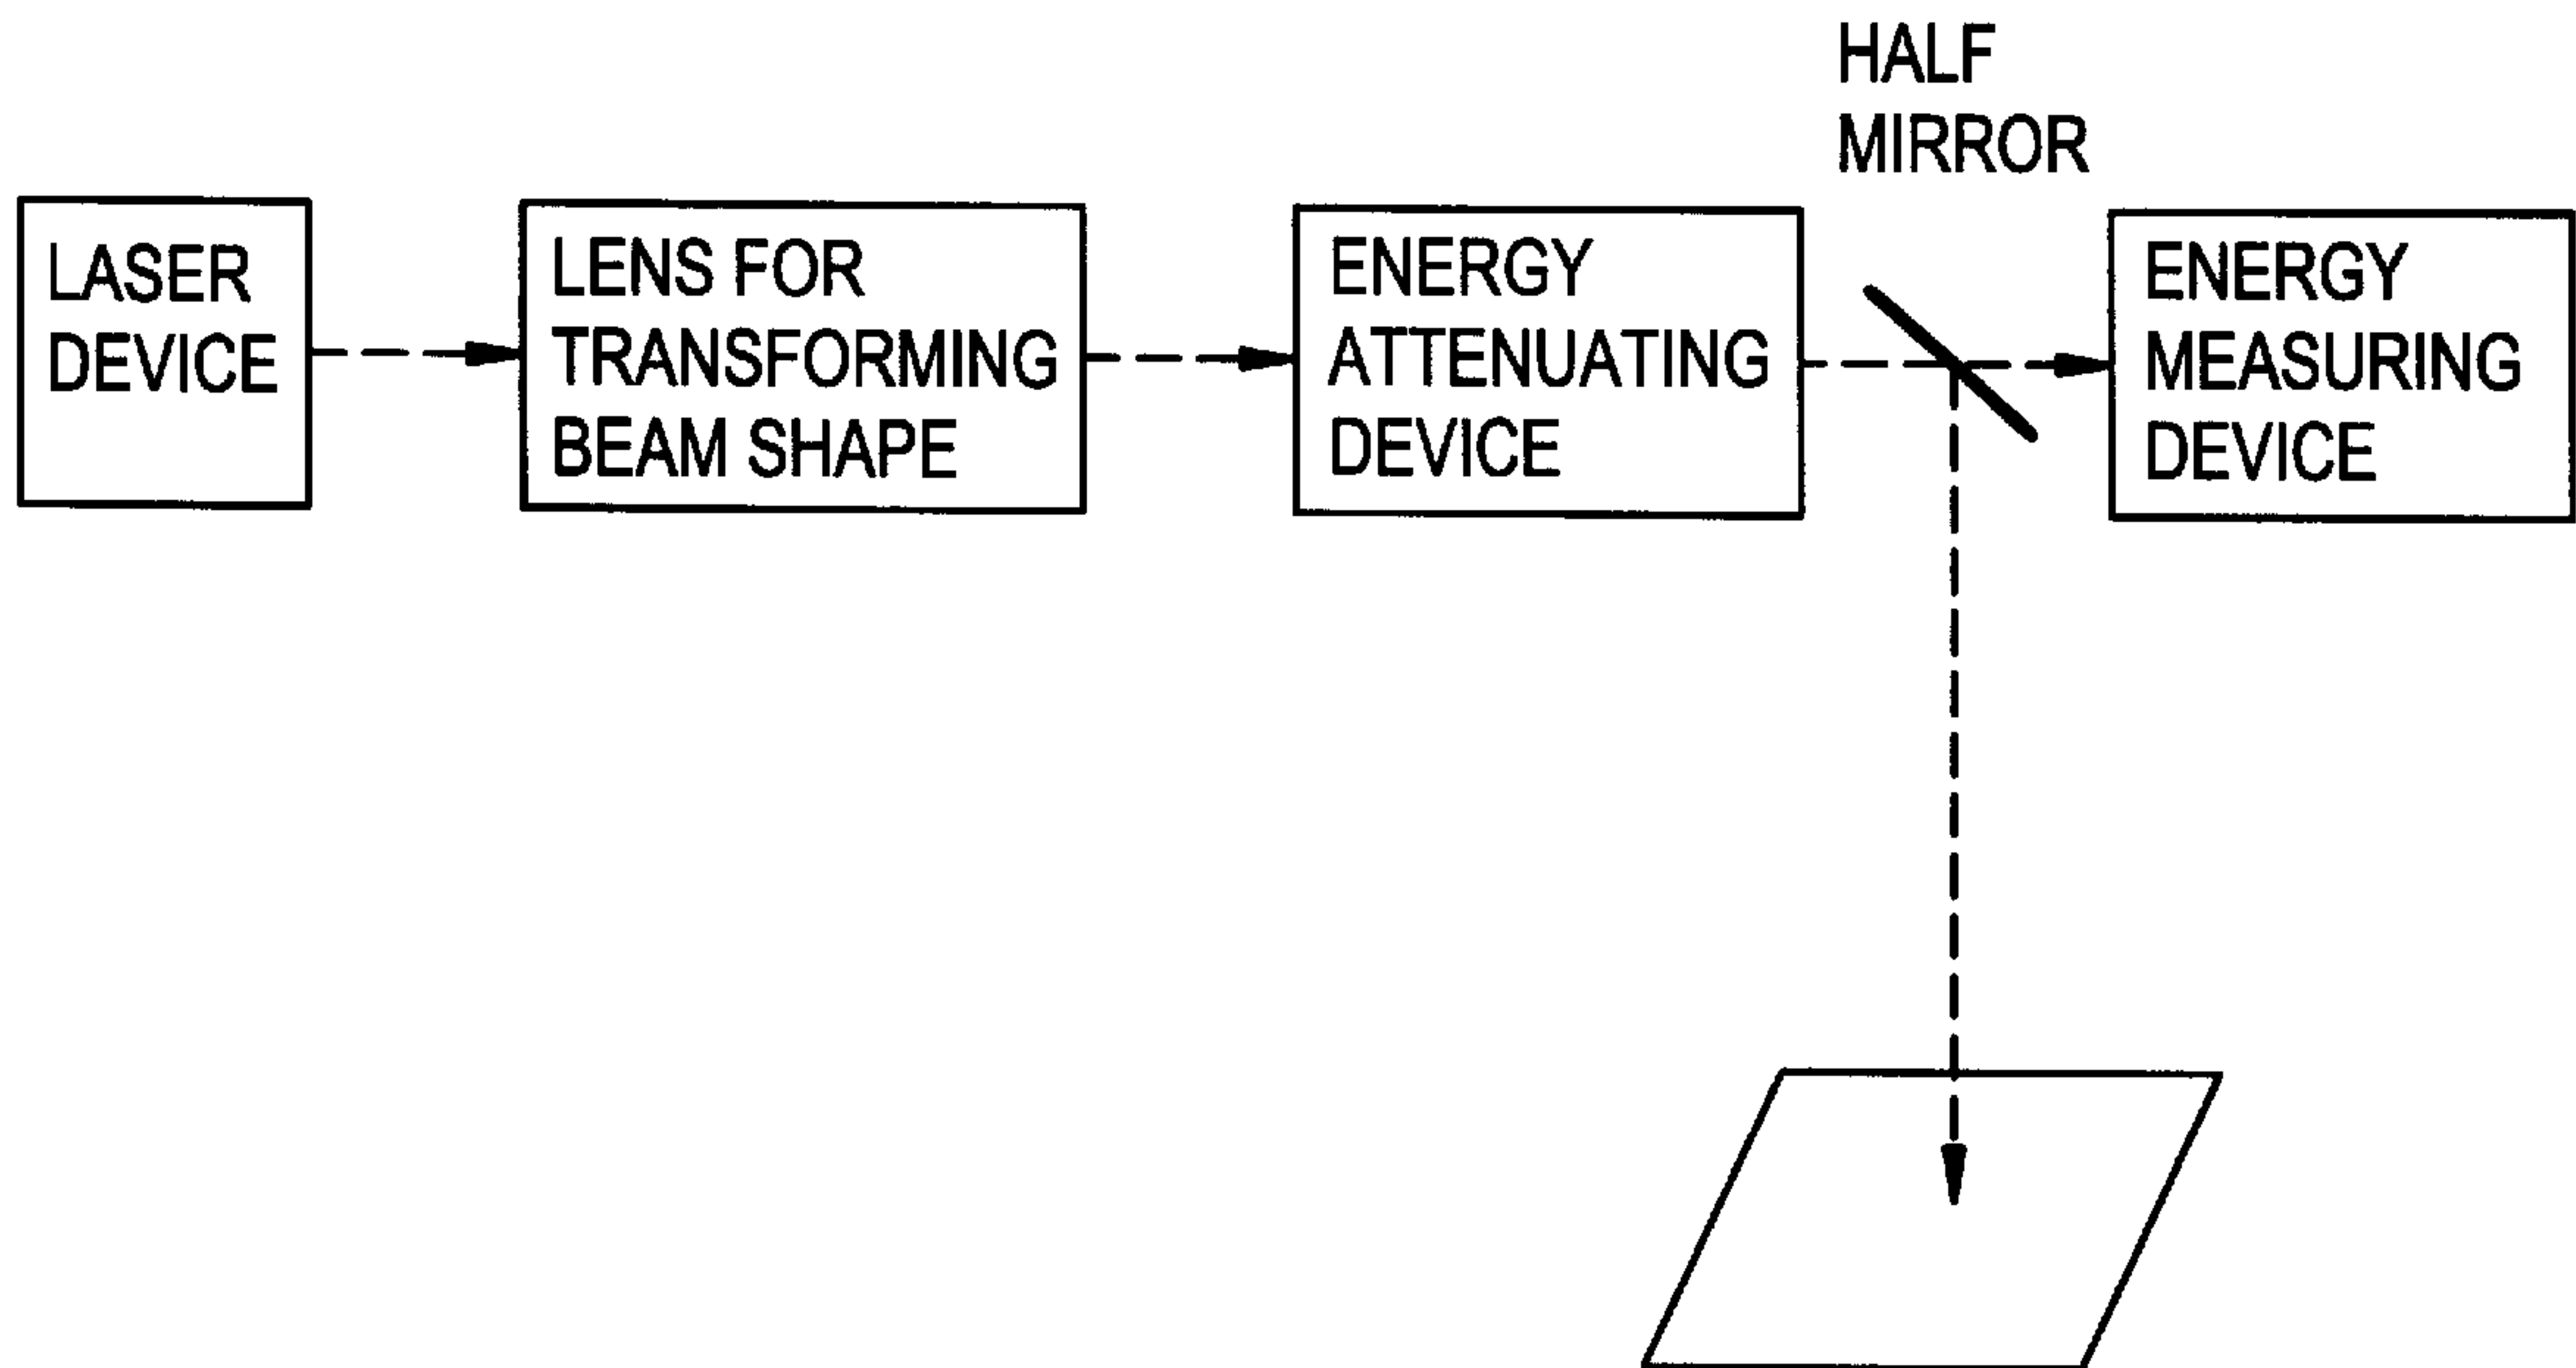 HALF
MIRROR
LASER
DEVICE
LENS FOR
TRANSFORMING
BEAM SHAPE
ENERGY
ATTENUATING
DEVICE
ENERGY
MEASURING
DEVICE